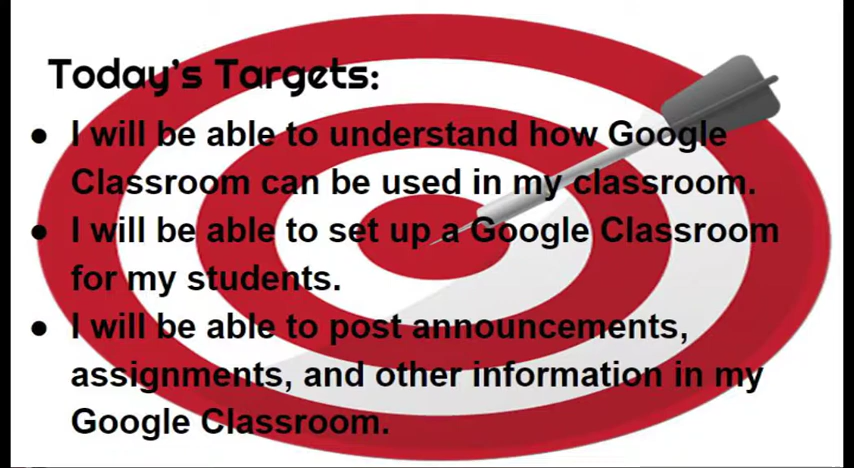 Today's Targets:
● I will be able to understand how Google
Classroom can be used in my classroom.
● I will be able to set up a Google Classroom
for my students.
● I will be able to post announcements,
assignments, and other information in my
Google Classroom.